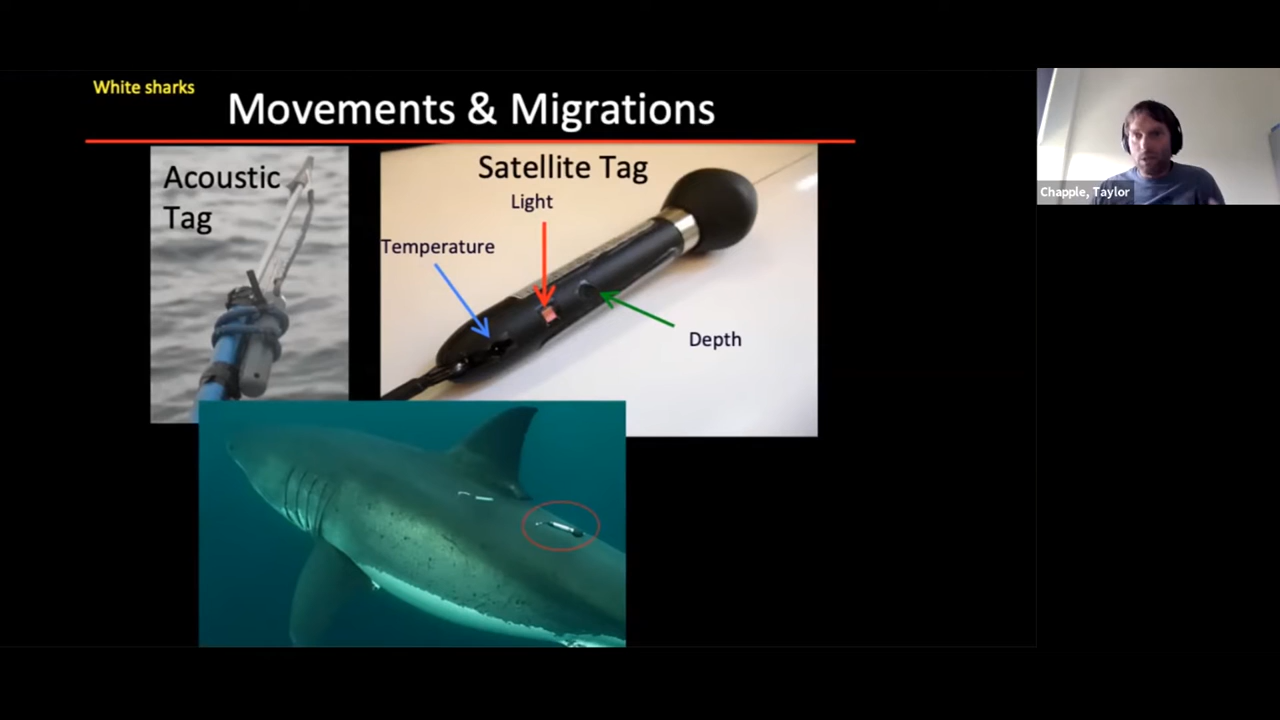 White sharks
Movements & Migrations
Acoustic
Tag
Satellite Tag
Light
Temperature
Depth
Chapple, Taylor